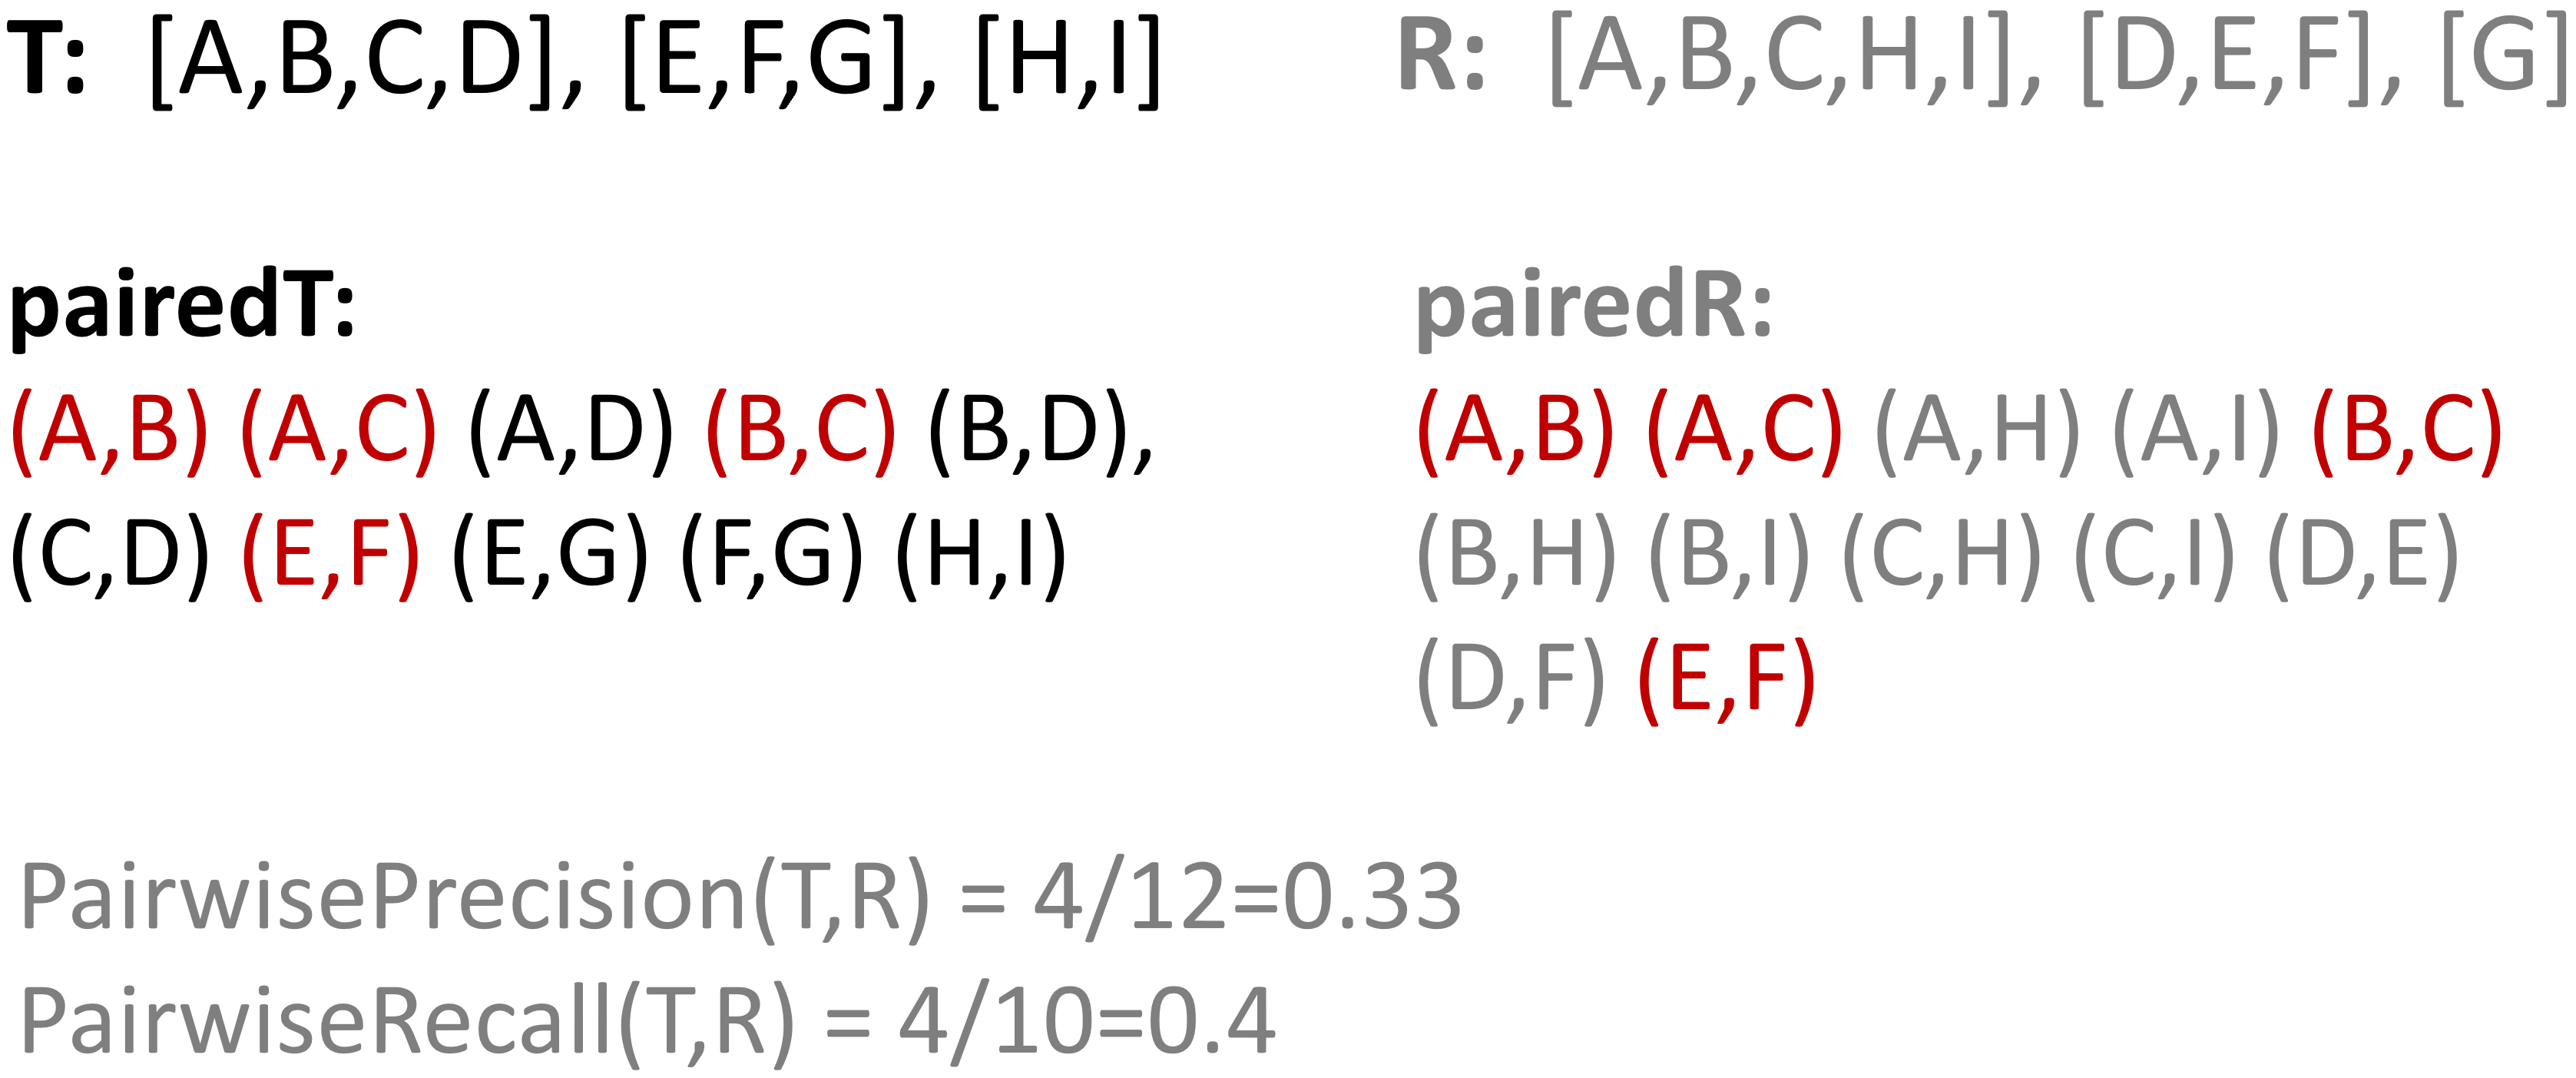 T: [A,B,C,D], [E,F,G], [H,I]
R: [A,B,C,H,I], [D,E,F], [G]
pairedT:
(A,B) (A,C) (A,D) (B,C) (B,D),
(C,D) (E,F) (E,G) (F,G) (H,I)
pairedR:
(A,B) (A,C) (A,H) (A,I) (B,C)
(B,H) (B,I) (C,H) (C,I) (D,E)
(D,F) (E,F)
PairwisePrecision(T,R) = 4/12=0.33
PairwiseRecall(T,R) = 4/10=0.4